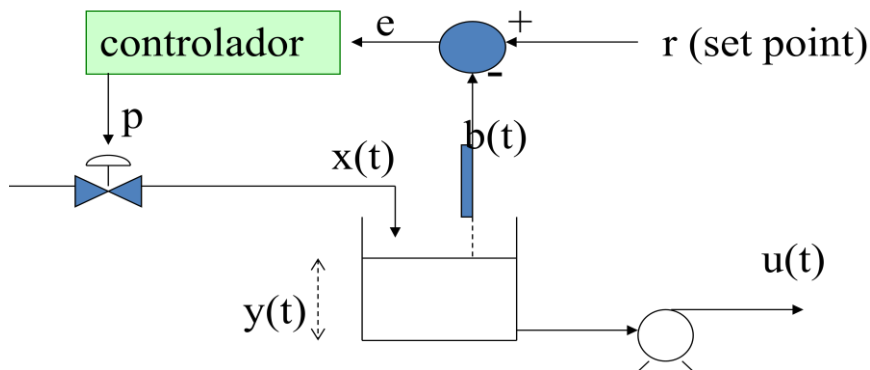 controlador
e
+
r (set point)
-
p
b(t)
x(t)
u(t)
y(t)